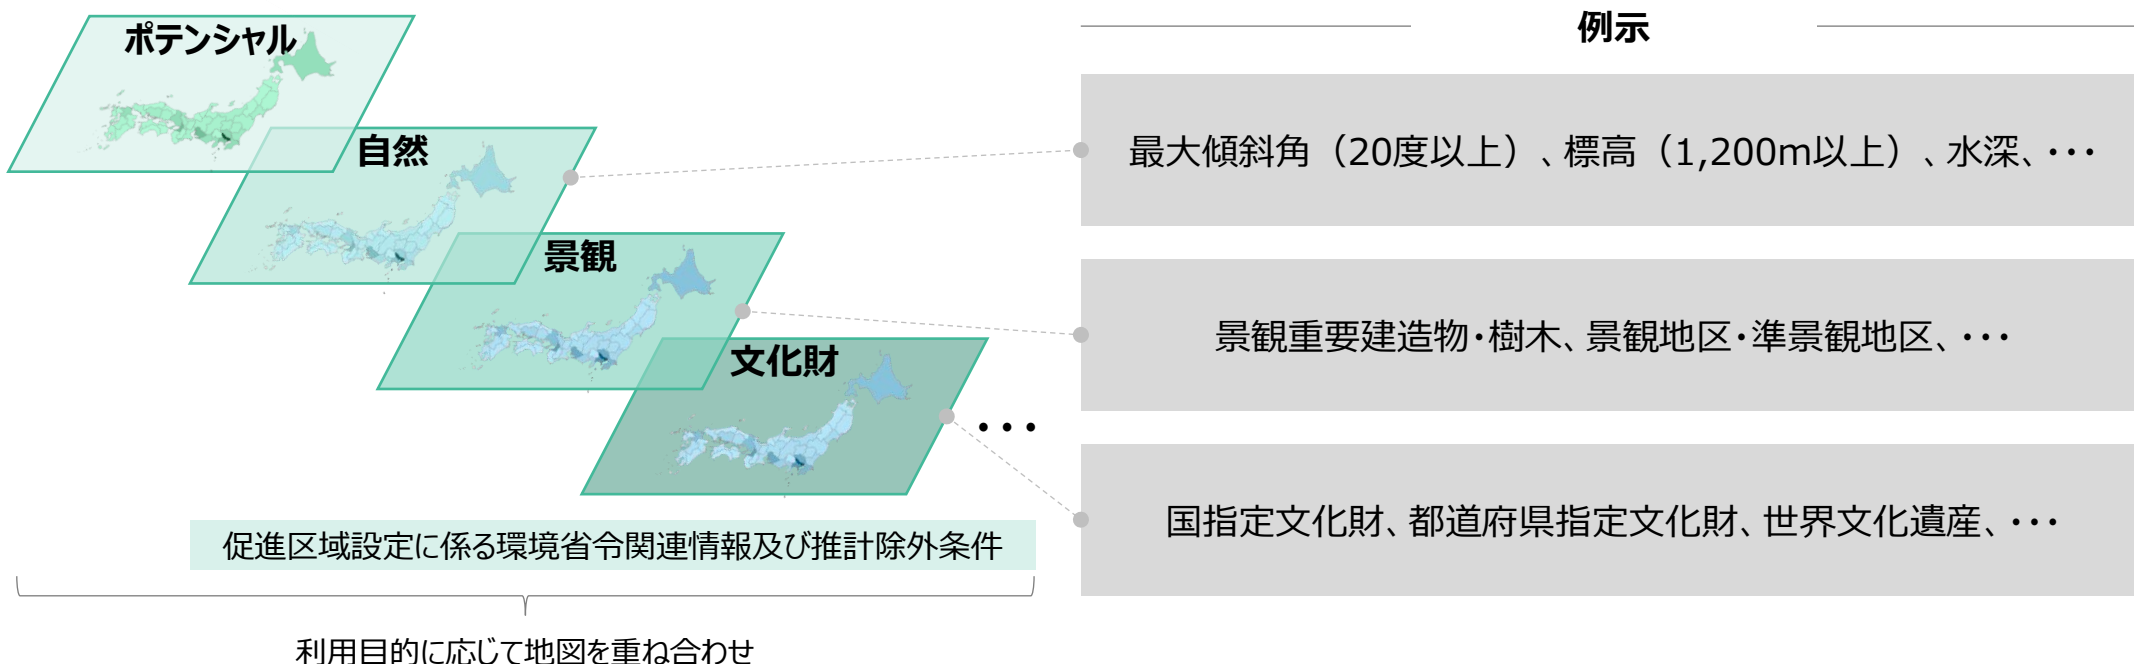 ポテンシャル
自然
景観
文化財
・・・
促進区域設定に係る環境省令関連情報及び推計除外条件
利用目的に応じて地図を重ね合わせ
例示
最大傾斜角（20度以上）、標高（1,200m以上）、水深、・・・
景観重要建造物・樹木、景観地区・準景観地区、・・・
国指定文化財、都道府県指定文化財、世界文化遺産、・・・